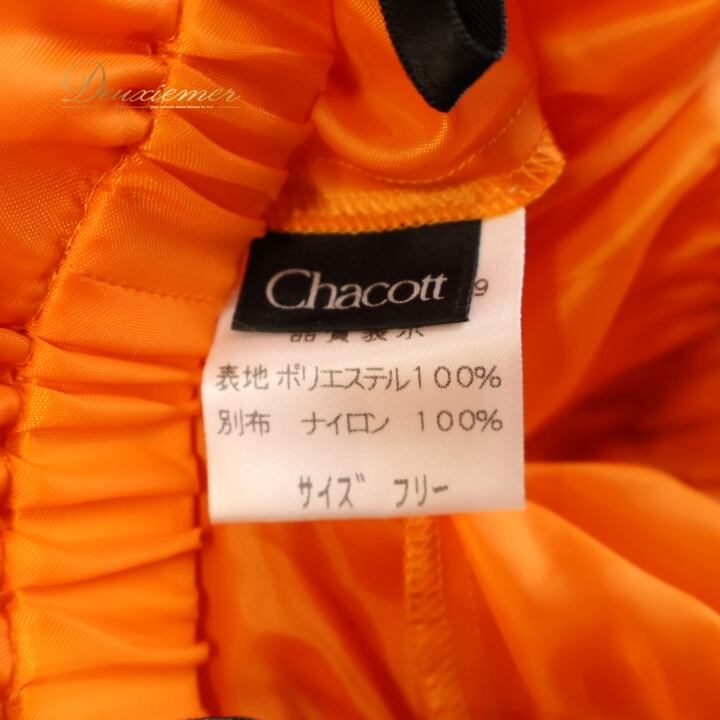 Deuxiemer
Chacott
9
品質表示
表地 ポリエステル100%
別布 ナイロン 100%
サイズ フリー